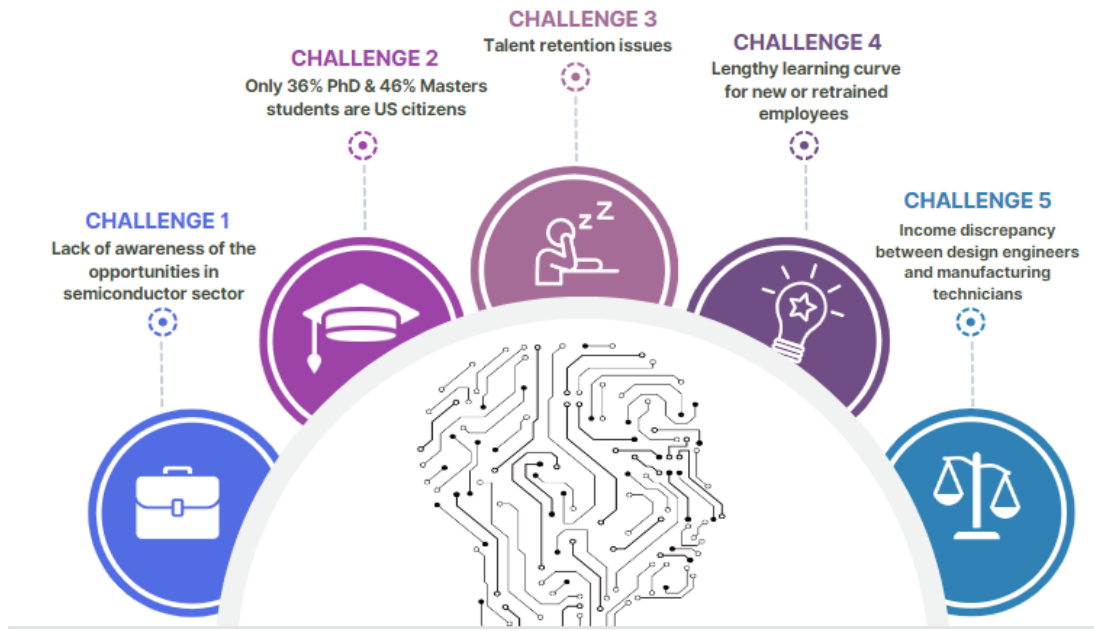 CHALLENGE 1
Lack of awareness of the
opportunities in
semiconductor sector
CHALLENGE 2
Only 36% PhD & 46% Masters
students are US citizens
CHALLENGE 3
Talent retention issues
z Z
CHALLENGE 4
Lengthy learning curve
for new or retrained
employees
CHALLENGE 5
Income discrepancy
between design engineers
and manufacturing
technicians